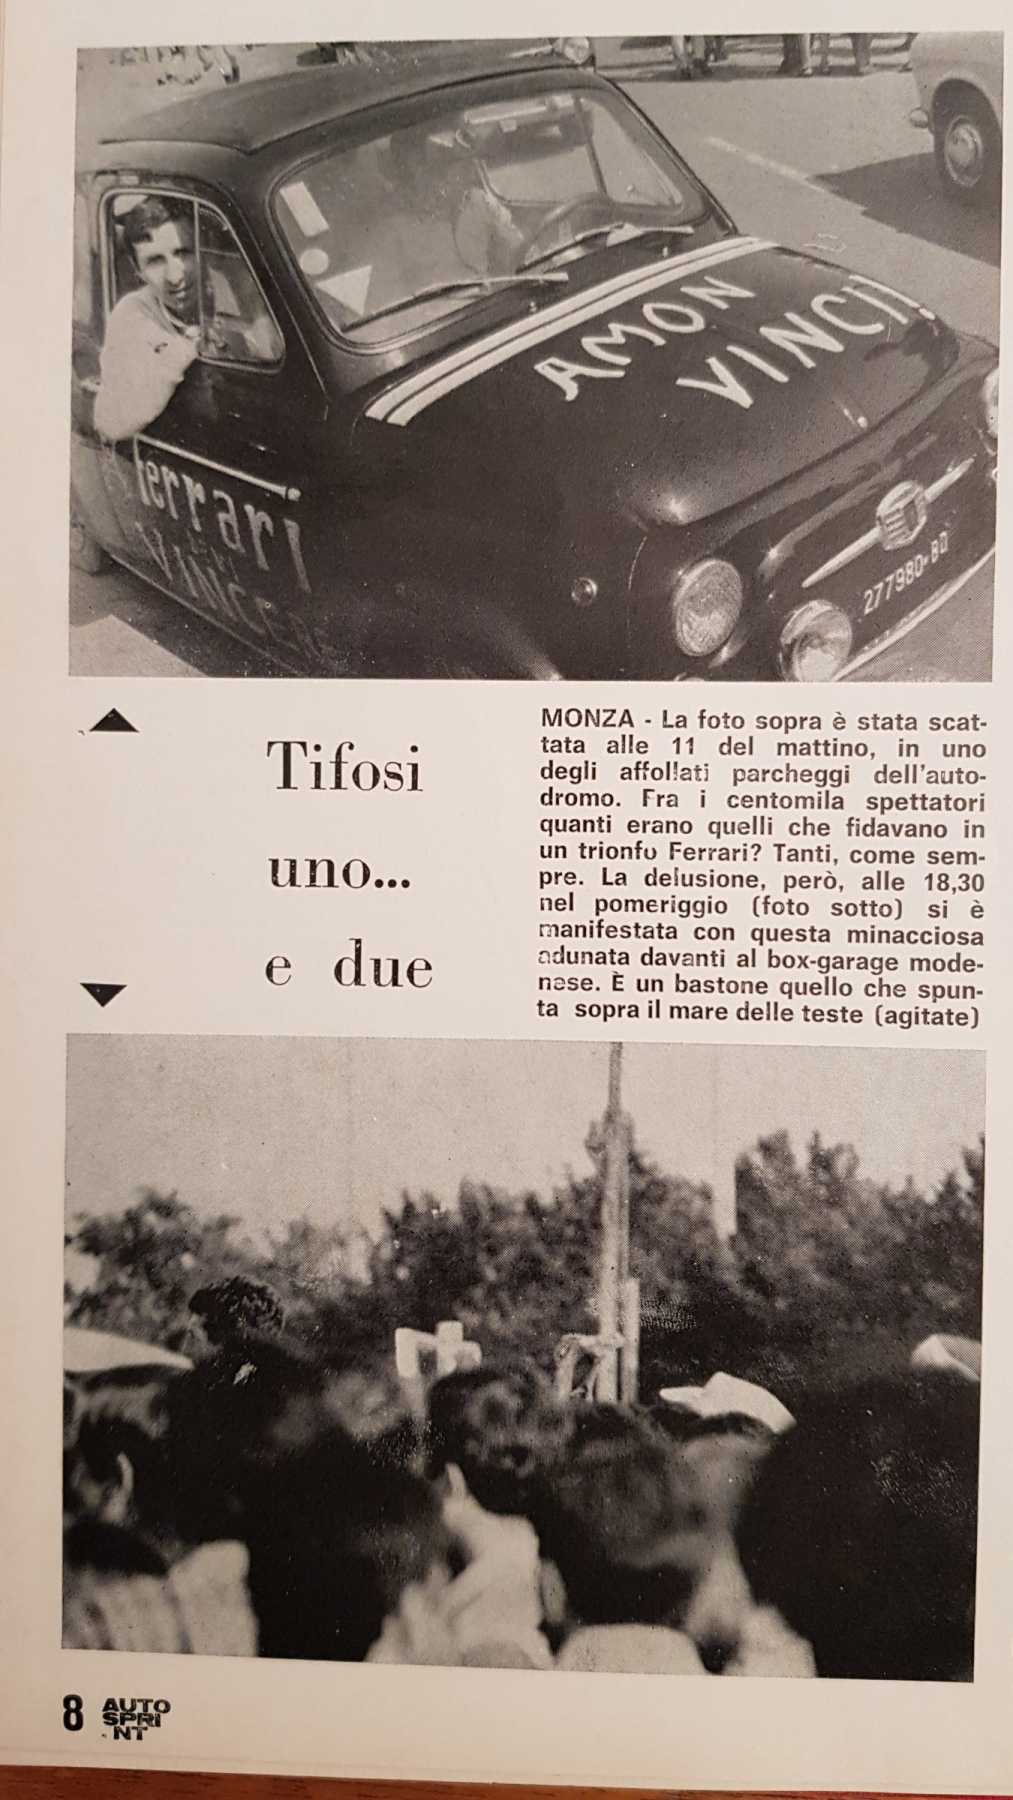 AMON
VINCI!
ferrari
VINCE
277980·BO
Tifosi
uno...
e due
MONZA - La foto sopra è stata scat-
tata alle 11 del mattino, in uno
degli affollati parcheggi dell'auto-
dromo. Fra i centomila spettatori
quanti erano quelli che fidavano in
un trionfo Ferrari? Tanti, come sem-
pre. La delusione, però, alle 18,30
nel pomeriggio (foto sotto) si è
manifestata con questa minacciosa
adunata davanti al box-garage mode-
nese. È un bastone quello che spun-
ta sopra il mare delle teste (agitate)
8 AUTO
SPRI
NT